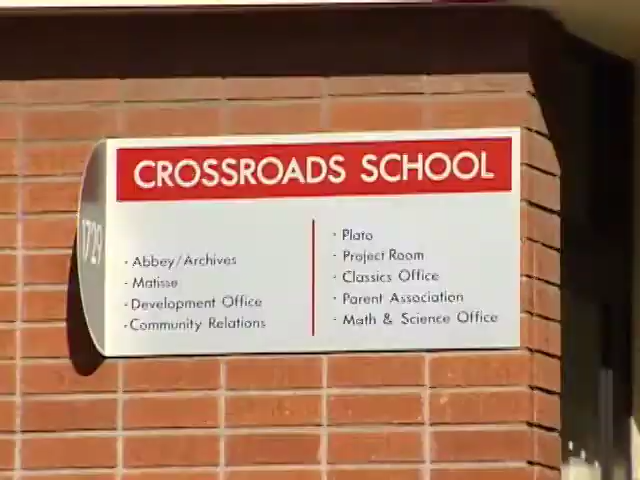 CROSSROADS SCHOOL
1729
· Abbey/Archives
· Matisse
· Development Office
· Community Relations
· Plato
· Project Room
· Classics Office
· Parent Association
· Math & Science Office